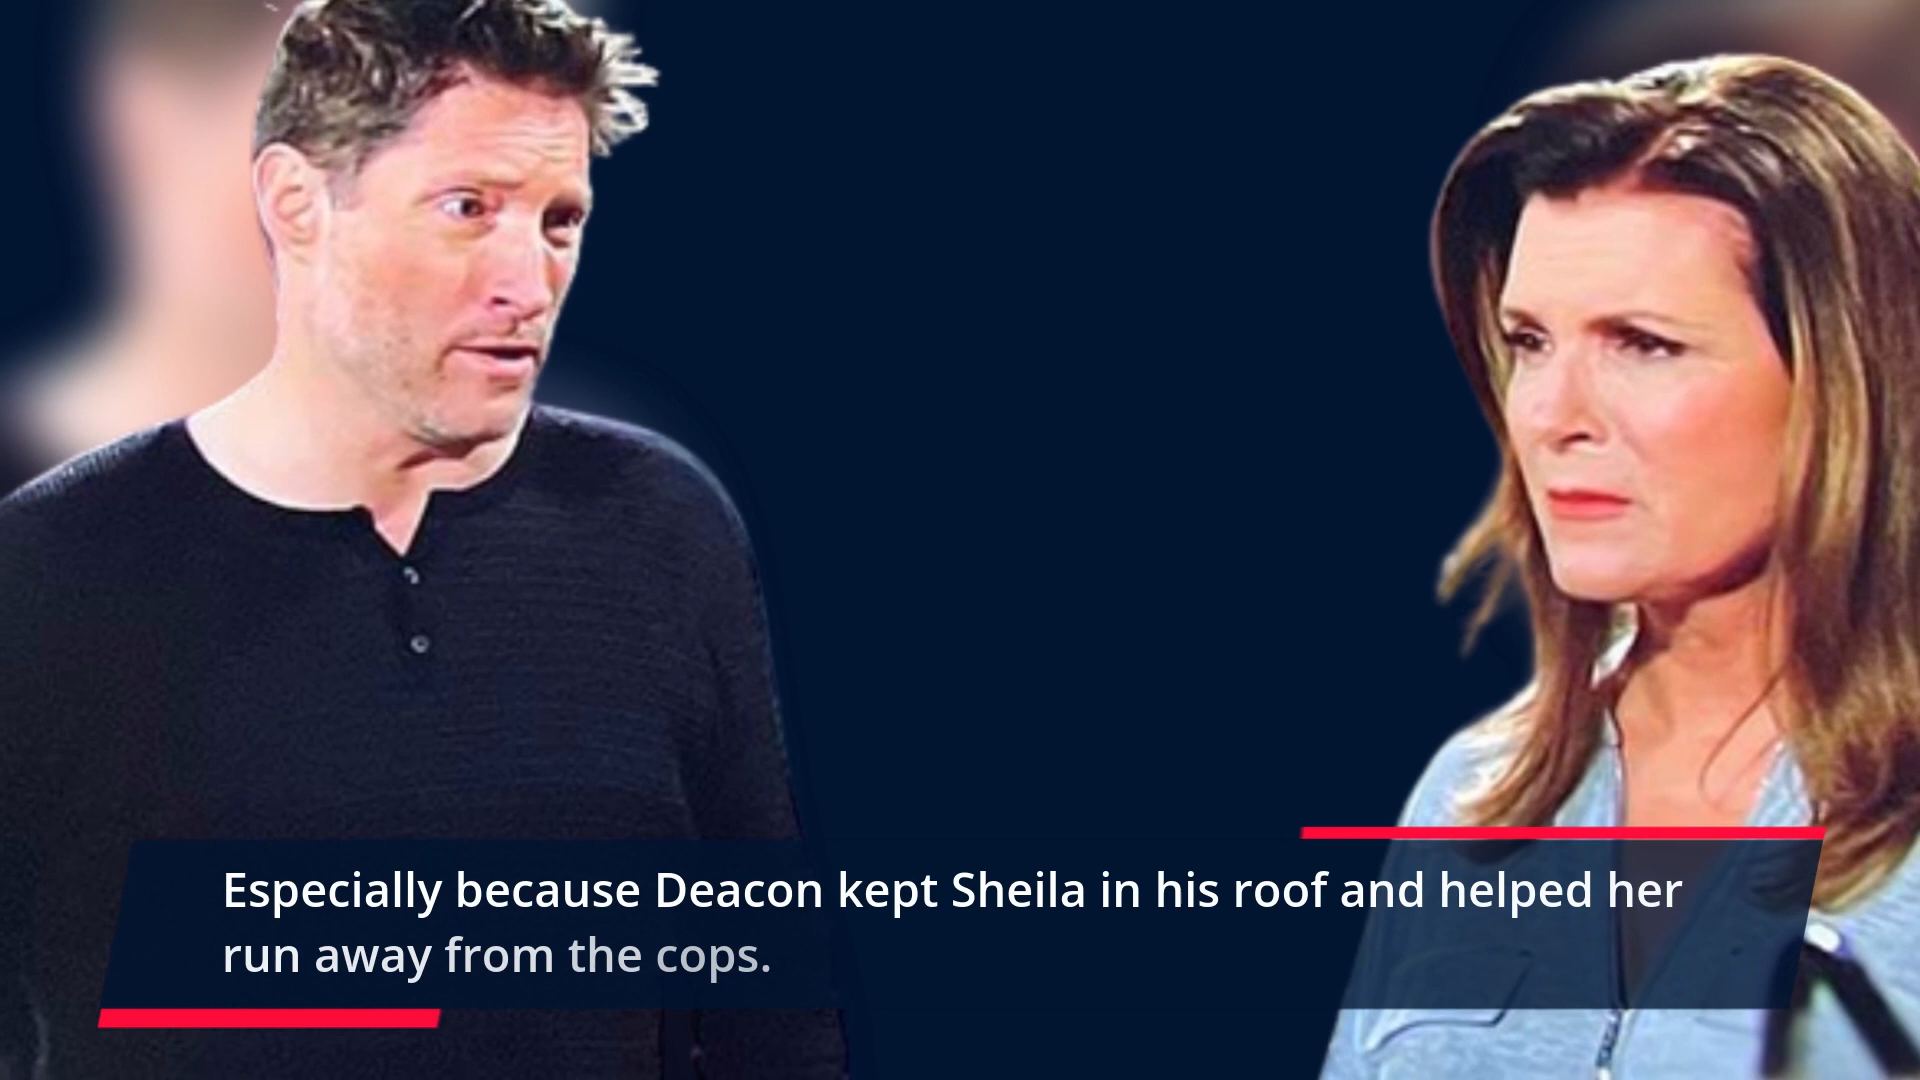 Especially because Deacon kept Sheila in his roof and helped her
run away from the cops.